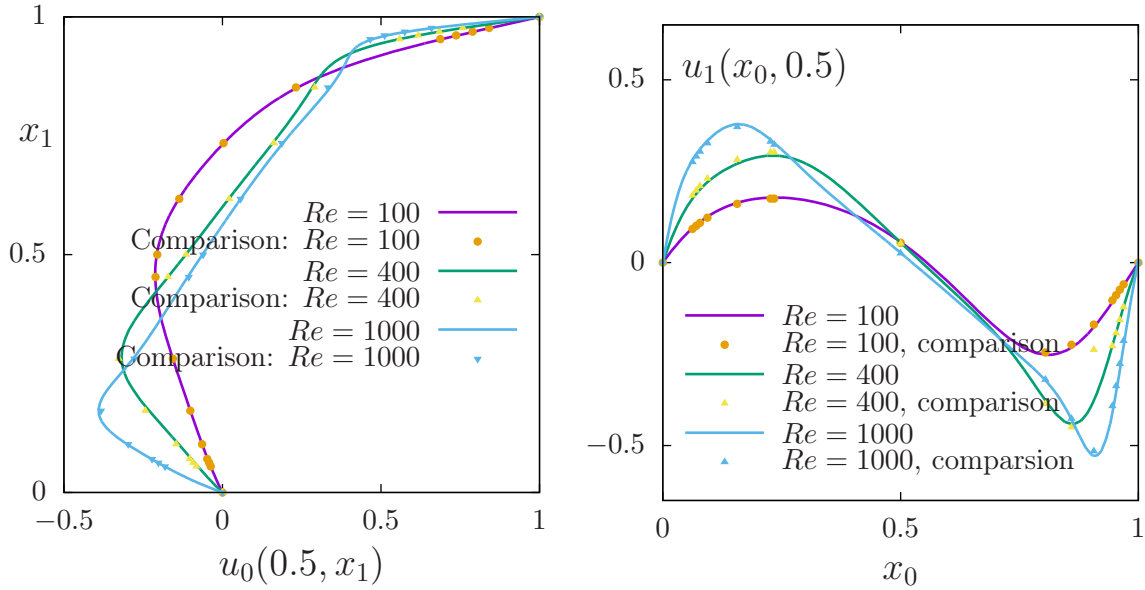 1
x₁
0.5
0
−0.5
0
0.5
1
u₀(0.5, x₁)
Re = 100
Comparison: Re = 100
Re = 400
Comparison: Re = 400
Re = 1000
Comparison: Re = 1000
u₁(x₀, 0.5)
0.5
0
−0.5
Re = 100
Re = 100, comparison
Re = 400
Re = 400, comparison
Re = 1000
Re = 1000, comparsion
0
0.5
1
x₀